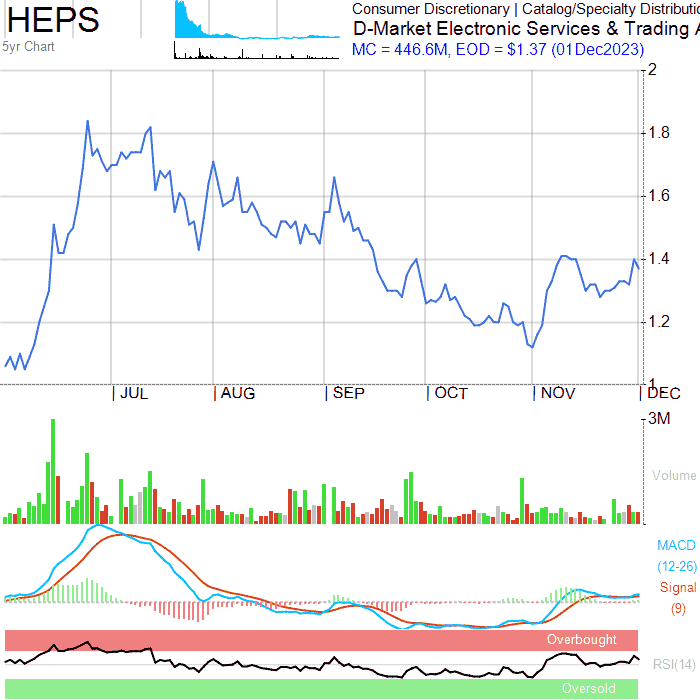 HEPS
5yr Chart
Consumer Discretionary | Catalog/Specialty Distributio
D-Market Electronic Services & Trading A
MC = 446.6M, EOD = $1.37 (01Dec2023)
2
1.8
1.6
1.4
1.2
1
| JUL | AUG | SEP | OCT | NOV | DEC
3M
Volume
MACD
(12-26)
Signal
(9)
Overbought
RSI(14)
Oversold